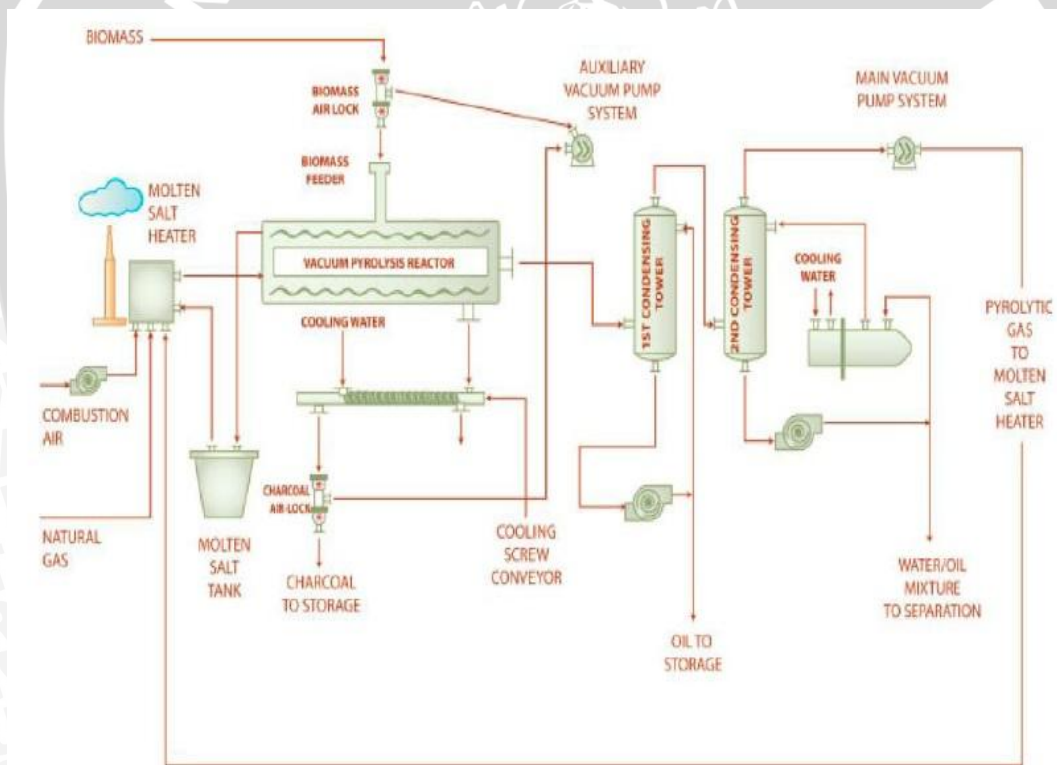 BIOMASS
AUXILIARY
VACUUM PUMP
SYSTEM
MAIN VACUUM
PUMP SYSTEM
BIOMASS
AIR LOCK
BIOMASS
FEEDER
MOLTEN
SALT
HEATER
VACUUM PYROLYSIS REACTOR
1ST CONDENSING
TOWER
2ND CONDENSING
TOWER
COOLING
WATER
PYROLYTIC
GAS
TO
MOLTEN
SALT
HEATER
COOLING WATER
COMBUSTION
AIR
CHARCOAL
AIR-LOCK
NATURAL
GAS
MOLTEN
SALT
TANK
CHARCOAL
TO STORAGE
COOLING
SCREW
CONVEYOR
WATER/OIL
MIXTURE
TO SEPARATION
OIL TO
STORAGE